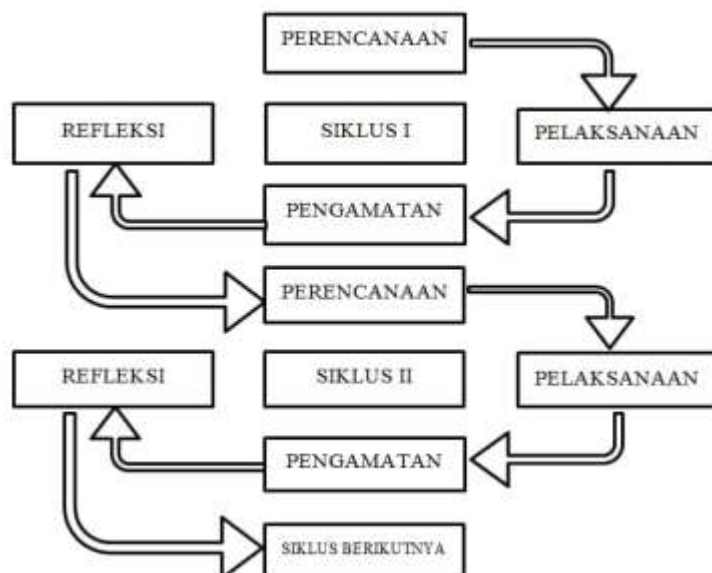 PERENCANAAN
REFLEKSI
SIKLUS I
PELAKSANAAN
PENGAMATAN
PERENCANAAN
REFLEKSI
SIKLUS II
PELAKSANAAN
PENGAMATAN
SIKLUS BERIKUTNYA